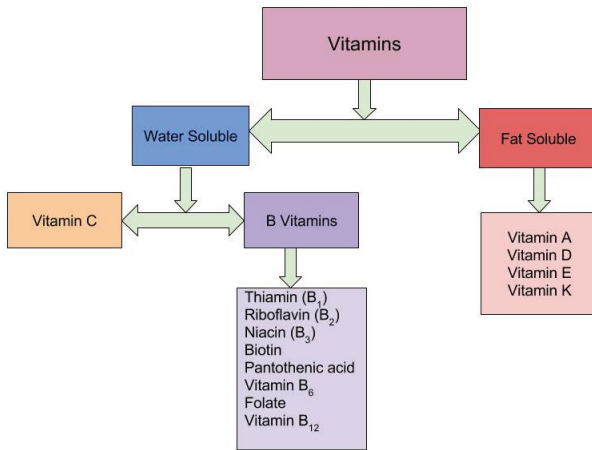 Vitamins
Water Soluble
Fat Soluble
Vitamin C
B Vitamins
Vitamin A
Vitamin D
Vitamin E
Vitamin K
Thiamin (B₁)
Riboflavin (B₂)
Niacin (B₃)
Biotin
Pantothenic acid
Vitamin B₆
Folate
Vitamin B₁₂